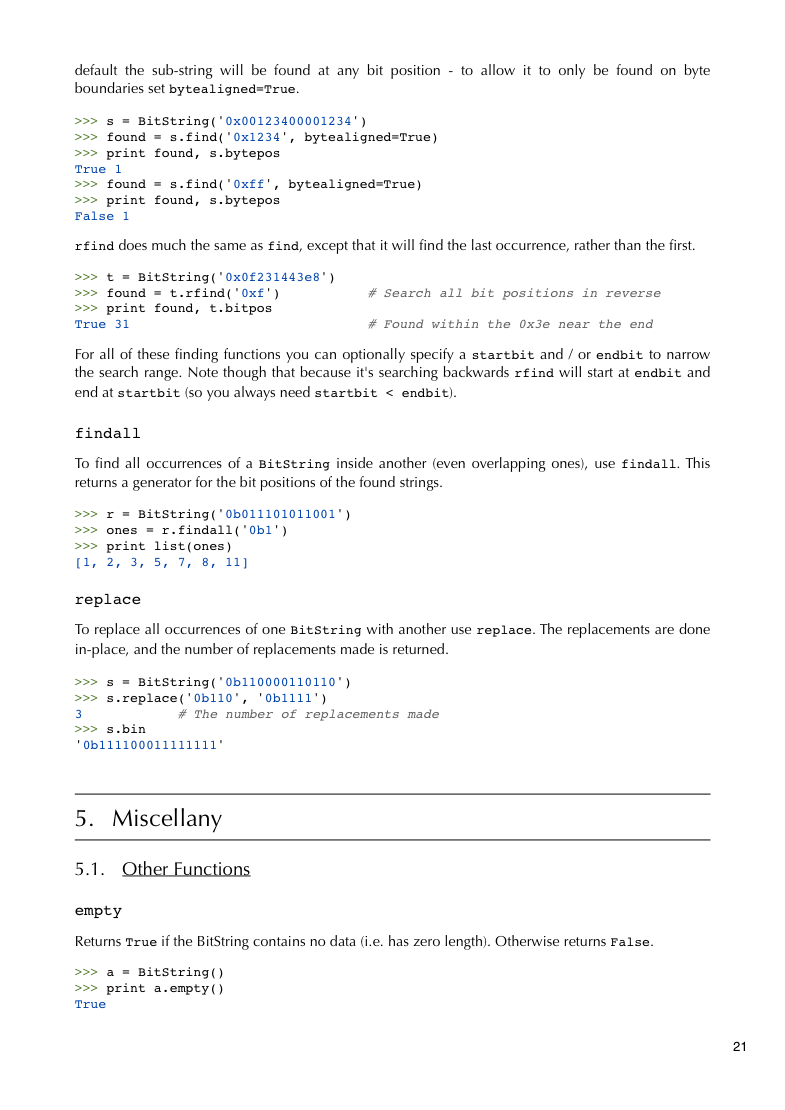 default the sub-string will be found at any bit position - to allow it to only be found on byte
boundaries set bytealigned=True.
>>> s = BitString('0x00123400001234')
>>> found = s.find('0x1234', bytealigned=True)
>>> print found, s.bytepos
True 1
>>> found = s.find('0xff', bytealigned=True)
>>> print found, s.bytepos
False 1
rfind does much the same as find, except that it will find the last occurrence, rather than the first.
>>> t = BitString('0x0f231443e8')
>>> found = t.rfind('0xf') # Search all bit positions in reverse
>>> print found, t.bitpos
True 31 # Found within the 0x3e near the end
For all of these finding functions you can optionally specify a startbit and / or endbit to narrow
the search range. Note though that because it's searching backwards rfind will start at endbit and
end at startbit (so you always need startbit < endbit).
findall
To find all occurrences of a BitString inside another (even overlapping ones), use findall. This
returns a generator for the bit positions of the found strings.
>>> r = BitString('0b011101011001')
>>> ones = r.findall('0b1')
>>> print list(ones)
[1, 2, 3, 5, 7, 8, 11]
replace
To replace all occurrences of one BitString with another use replace. The replacements are done
in-place, and the number of replacements made is returned.
>>> s = BitString('0b110000110110')
>>> s.replace('0b110', '0b1111')
3 # The number of replacements made
>>> s.bin
'0b111100011111111'
5. Miscellany
5.1. Other Functions
empty
Returns True if the BitString contains no data (i.e. has zero length). Otherwise returns False.
>>> a = BitString()
>>> print a.empty()
True
21